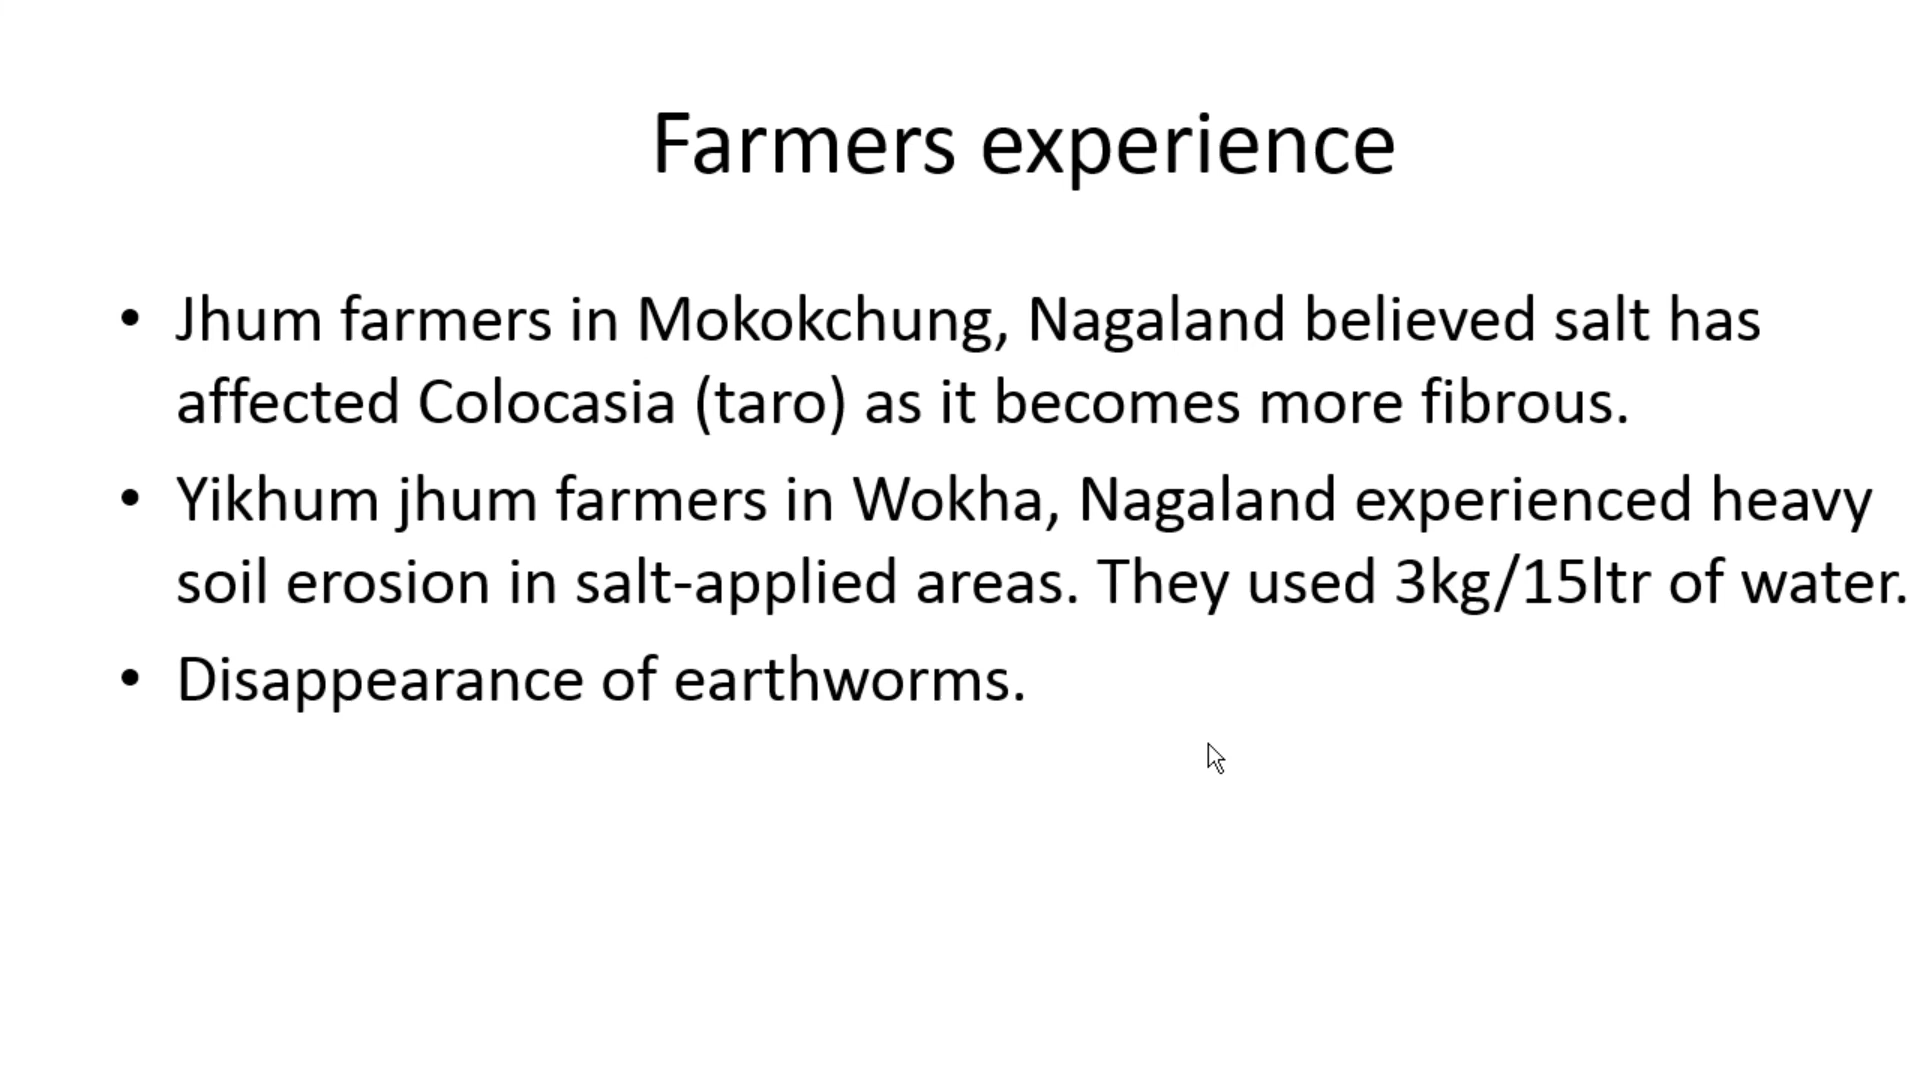 Farmers experience
• Jhum farmers in Mokokchung, Nagaland believed salt has
affected Colocasia (taro) as it becomes more fibrous.
• Yikhum jhum farmers in Wokha, Nagaland experienced heavy
soil erosion in salt-applied areas. They used 3kg/15ltr of water.
• Disappearance of earthworms.